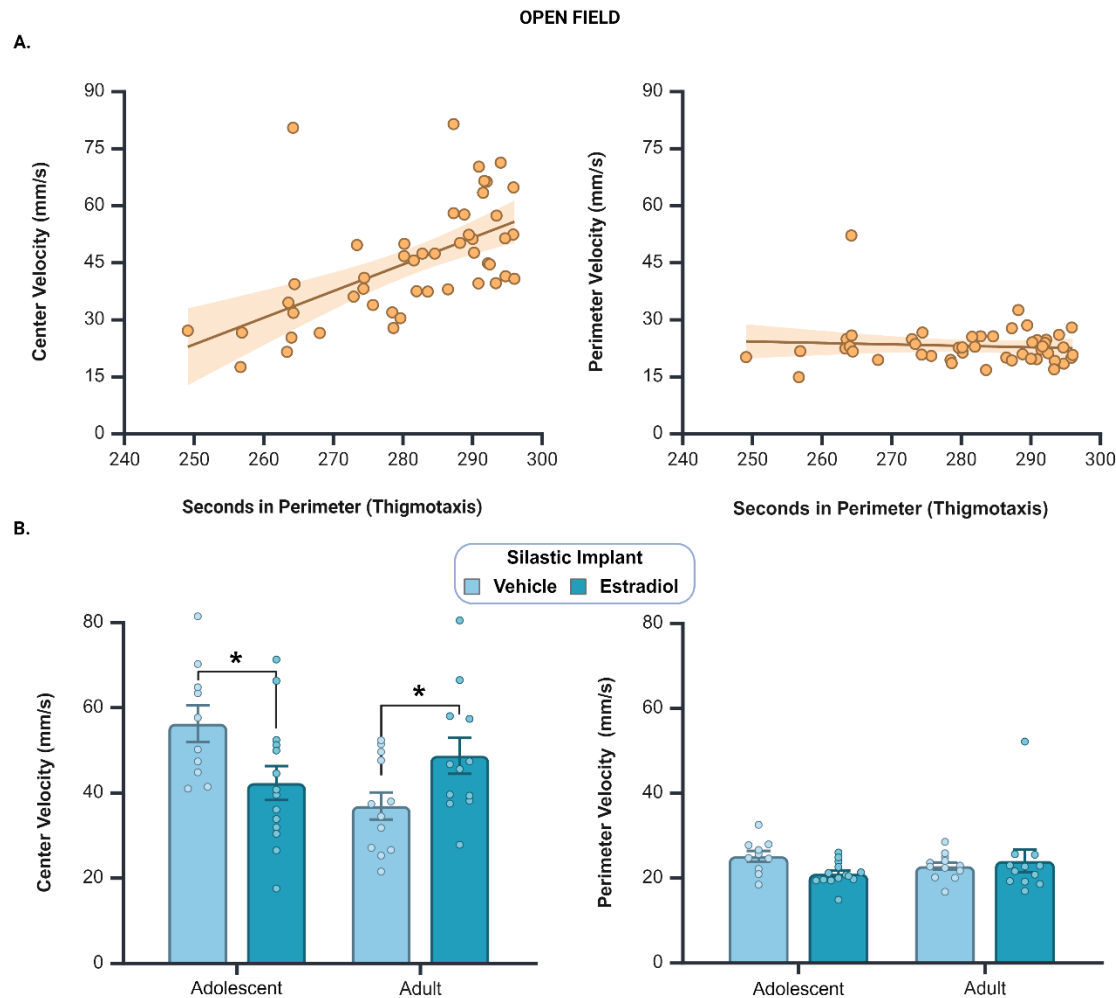 OPEN FIELD
A.
Center Velocity (mm/s)
90
75
60
45
30
15
0
240 250 260 270 280 290 300
Seconds in Perimeter (Thigmotaxis)
Perimeter Velocity (mm/s)
90
75
60
45
30
15
0
240 250 260 270 280 290 300
Seconds in Perimeter (Thigmotaxis)
B.
Silastic Implant
Vehicle Estradiol
Center Velocity (mm/s)
80
60
40
20
0
*
*
Adolescent Adult
Perimeter Velocity (mm/s)
80
60
40
20
0
Adolescent Adult